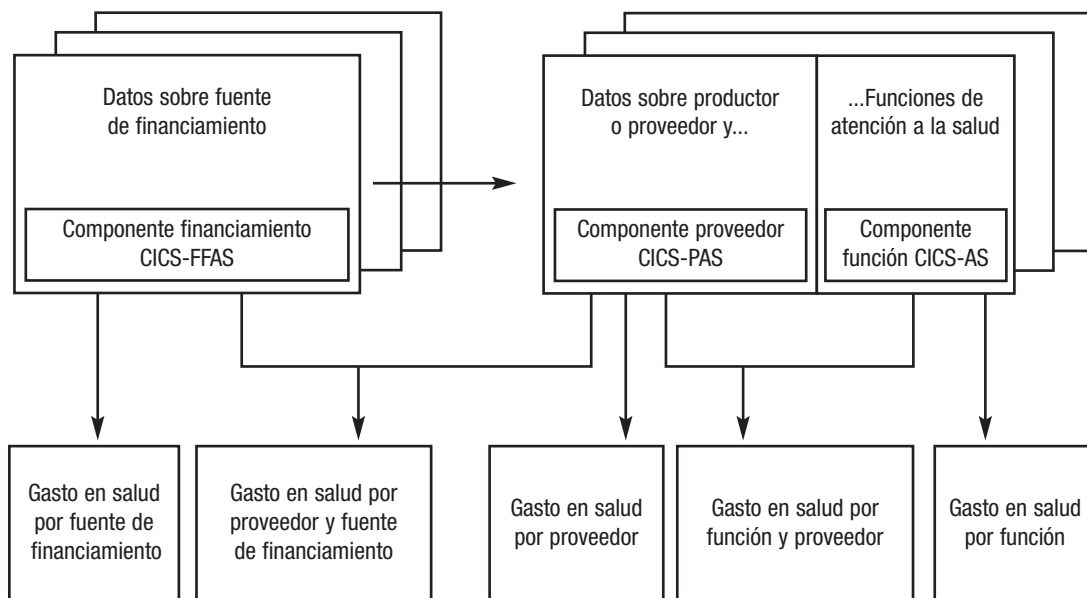 Datos sobre fuente
de financiamiento
Componente financiamiento
CICS-FFAS
Datos sobre productor
o proveedor y...
Componente proveedor
CICS-PAS
...Funciones de
atención a la salud
Componente
función CICS-AS
Gasto en salud
por fuente de
financiamiento
Gasto en salud por
proveedor y fuente
de financiamiento
Gasto en salud
por proveedor
Gasto en salud por
función y proveedor
Gasto en salud
por función